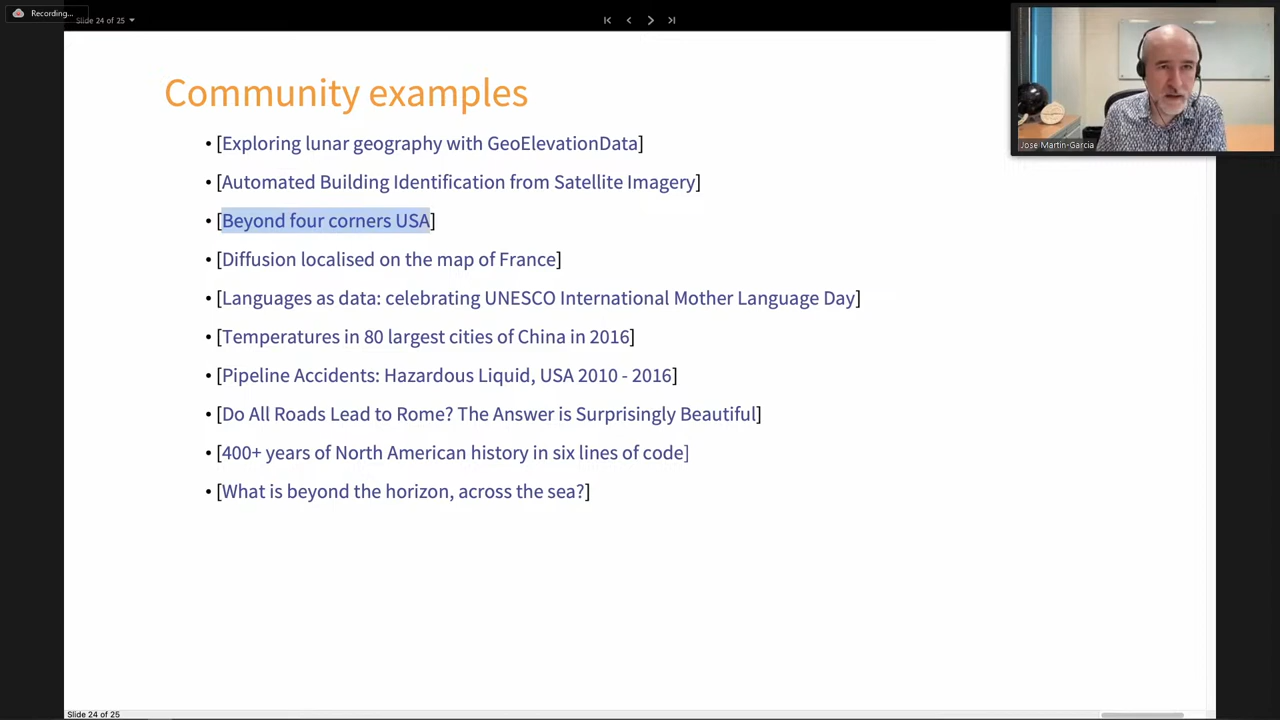 Recording...
Slide 24 of 25
Community examples
• [Exploring lunar geography with GeoElevationData]
• [Automated Building Identification from Satellite Imagery]
• [Beyond four corners USA]
• [Diffusion localised on the map of France]
• [Languages as data: celebrating UNESCO International Mother Language Day]
• [Temperatures in 80 largest cities of China in 2016]
• [Pipeline Accidents: Hazardous Liquid, USA 2010 - 2016]
• [Do All Roads Lead to Rome? The Answer is Surprisingly Beautiful]
• [400+ years of North American history in six lines of code]
• [What is beyond the horizon, across the sea?]
Jose Martin-Garcia
Slide 24 of 25